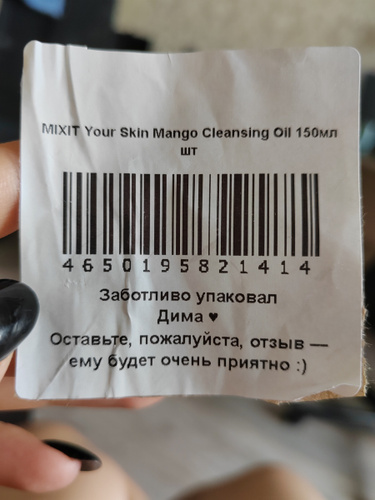 MIXIT Your Skin Mango Cleansing Oil 150мл
шт
4650195821414
Заботливо упаковал
Дима ♥
Оставьте, пожалуйста, отзыв —
ему будет очень приятно :)